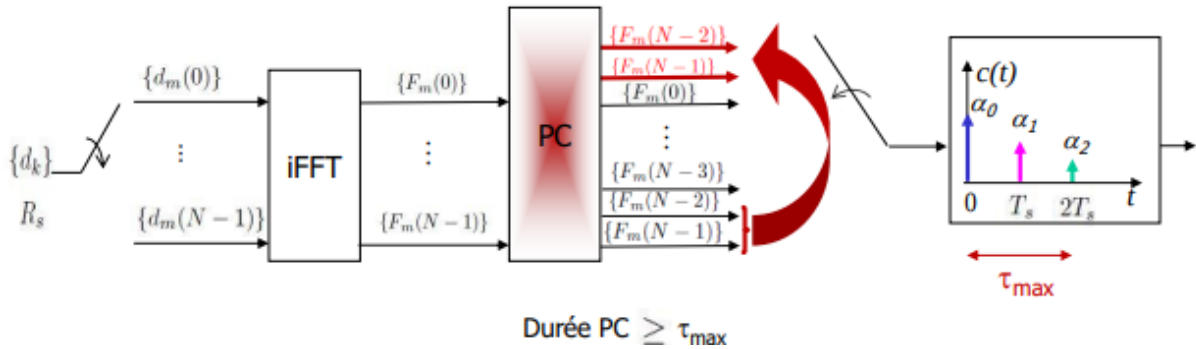 {d_k}
R_s
{d_m(0)}
⋮
{d_m(N − 1)}
iFFT
{F_m(0)}
⋮
{F_m(N − 1)}
PC
{F_m(N − 2)}
{F_m(N − 1)}
{F_m(0)}
⋮
{F_m(N − 3)}
{F_m(N − 2)}
{F_m(N − 1)}
c(t)
α_0
α_1
α_2
0
T_s
2T_s
t
τ_max
Durée PC ≥ τ_max